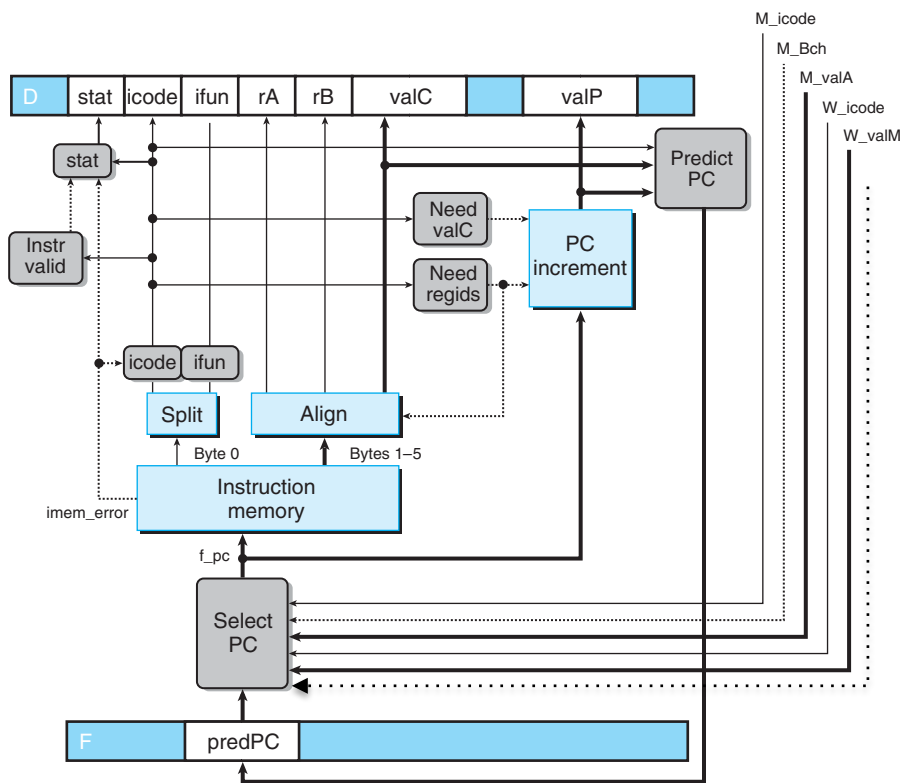 M_icode
M_Bch
M_valA
W_icode
W_valM
D stat icode ifun rA rB valC valP
stat
Predict
PC
Need
valC
Instr
valid
PC
increment
Need
regids
icode ifun
Split
Align
Byte 0
Bytes 1–5
Instruction
memory
imem_error
f_pc
Select
PC
F predPC